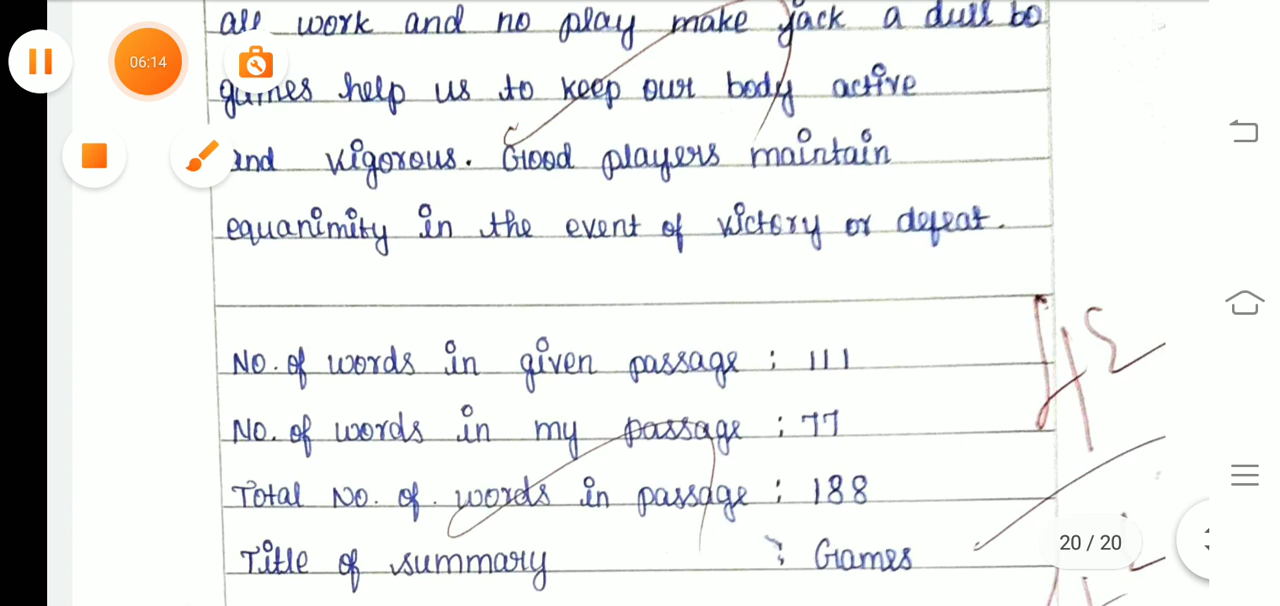 06:14
all work and no play make jack a dull bo
games help us to keep our body active
and vigorous. Good players maintain
equanimity in the event of victory or defeat.
No. of words in given passage : 111
No. of words in my passage : 77
Total No. of words in passage : 188
Title of summary : Games
20 / 20